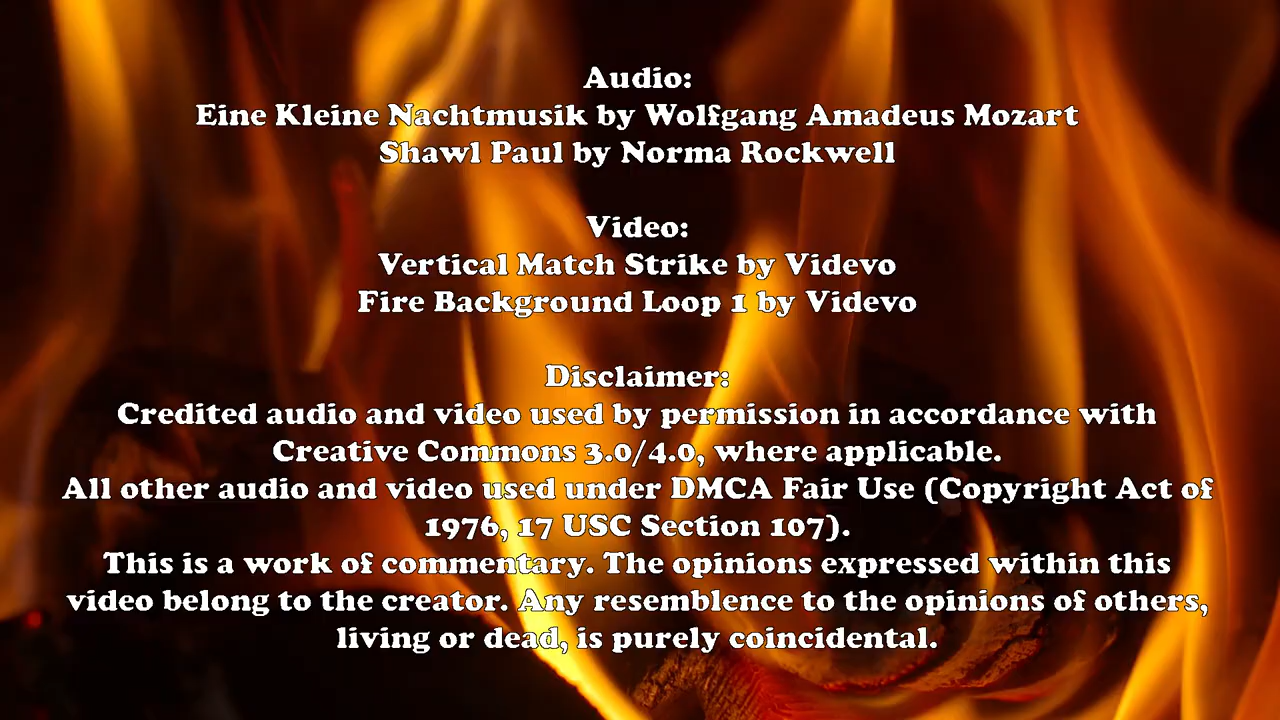 Audio:
Eine Kleine Nachtmusik by Wolfgang Amadeus Mozart
Shawl Paul by Norma Rockwell
Video:
Vertical Match Strike by Videvo
Fire Background Loop 1 by Videvo
Disclaimer:
Credited audio and video used by permission in accordance with
Creative Commons 3.0/4.0, where applicable.
All other audio and video used under DMCA Fair Use (Copyright Act of
1976, 17 USC Section 107).
This is a work of commentary. The opinions expressed within this
video belong to the creator. Any resemblence to the opinions of others,
living or dead, is purely coincidental.